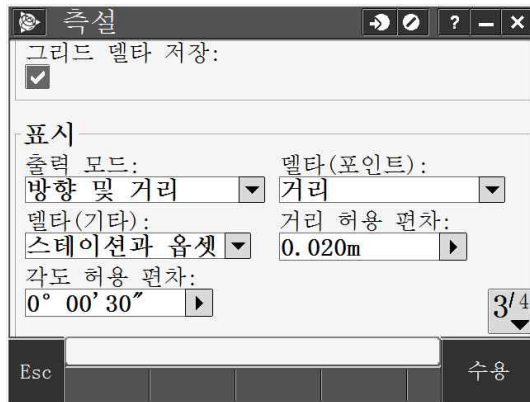 측설
? – ×
그리드 델타 저장:
표시
출력 모드:
델타(포인트):
방향 및 거리
거리
델타(기타):
거리 허용 편차:
스테이션과 옵셋
0.020m
각도 허용 편차:
0° 00'30"
3/4
Esc
수용